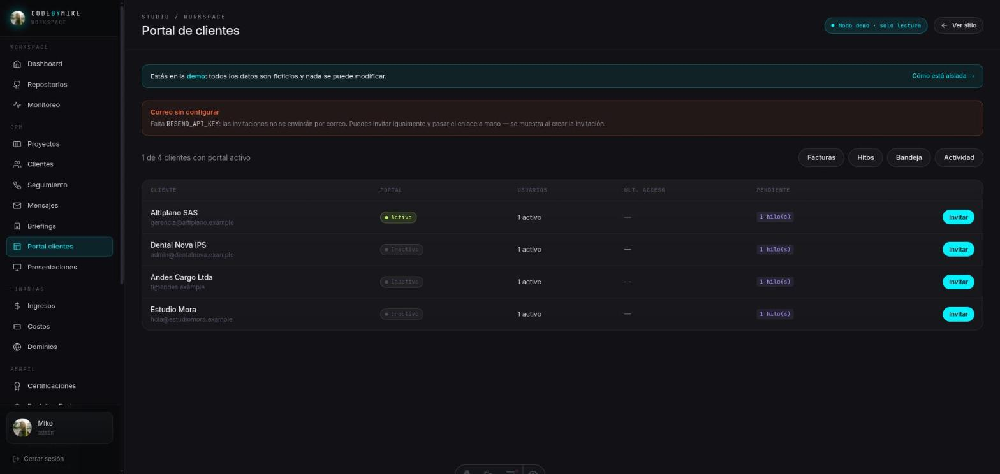 CODEBYMIKE
WORKSPACE
WORKSPACE
Dashboard
Repositorios
Monitoreo
CRM
Proyectos
Clientes
Seguimiento
Mensajes
Briefings
Portal clientes
Presentaciones
FINANZAS
Ingresos
Costos
Dominios
PERFIL
Certificaciones
Mike
admin
Cerrar sesión
STUDIO / WORKSPACE
Portal de clientes
Modo demo · solo lectura
← Ver sitio
Estás en la demo: todos los datos son ficticios y nada se puede modificar.
Cómo está aislada →
Correo sin configurar
Falta RESEND_API_KEY: las invitaciones no se enviarán por correo. Puedes invitar igualmente y pasar el enlace a mano — se muestra al crear la invitación.
1 de 4 clientes con portal activo
Facturas Hitos Bandeja Actividad
CLIENTE PORTAL USUARIOS ÚLT. ACCESO PENDIENTE
Altiplano SAS
gerencia@altiplano.example
Activo 1 activo — 1 hilo(s) Invitar
Dental Nova IPS
admin@dentalnova.example
Inactivo 1 activo — 1 hilo(s) Invitar
Andes Cargo Ltda
ti@andes.example
Inactivo 1 activo — 1 hilo(s) Invitar
Estudio Mora
hola@estudiomora.example
Inactivo 1 activo — 1 hilo(s) Invitar